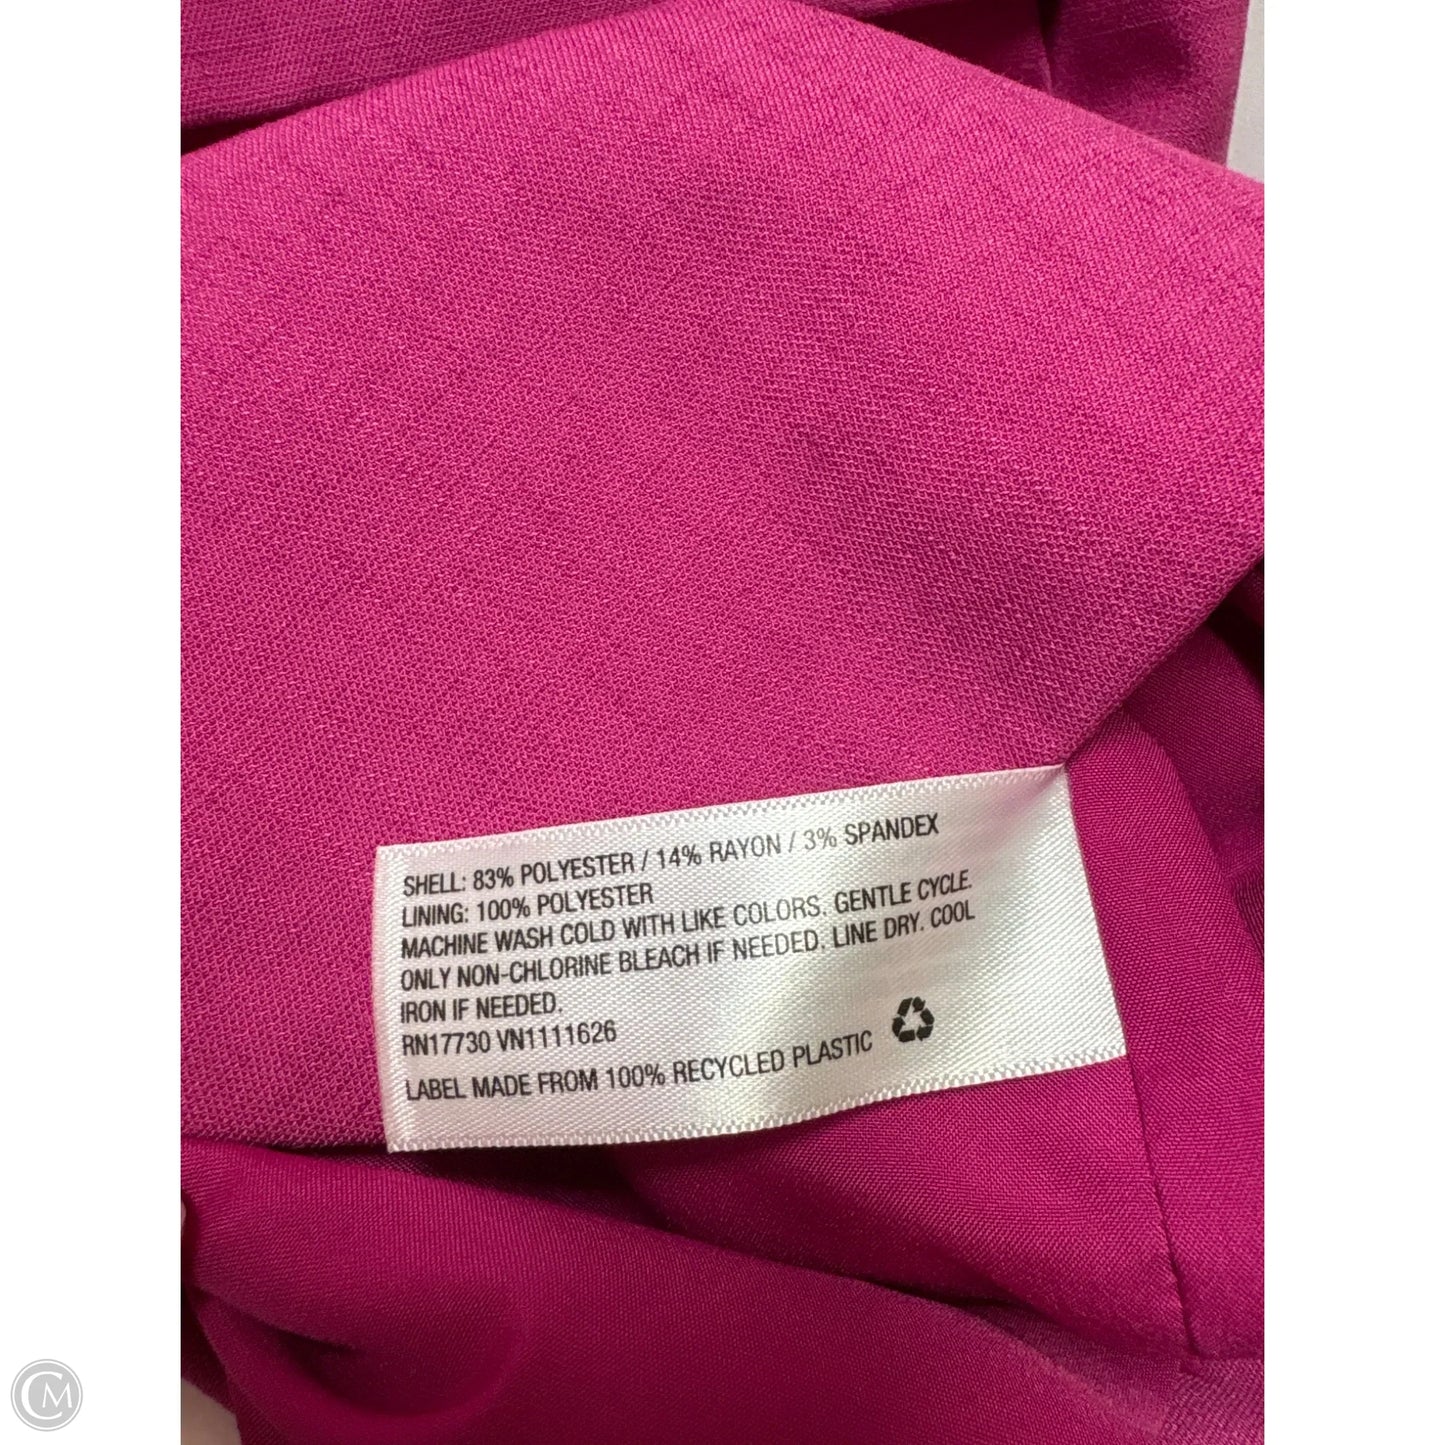 SHELL: 83% POLYESTER / 14% RAYON / 3% SPANDEX
LINING: 100% POLYESTER
MACHINE WASH COLD WITH LIKE COLORS. GENTLE CYCLE.
ONLY NON-CHLORINE BLEACH IF NEEDED. LINE DRY. COOL
IRON IF NEEDED.
RN17730 VN1111626
LABEL MADE FROM 100% RECYCLED PLASTIC
CM